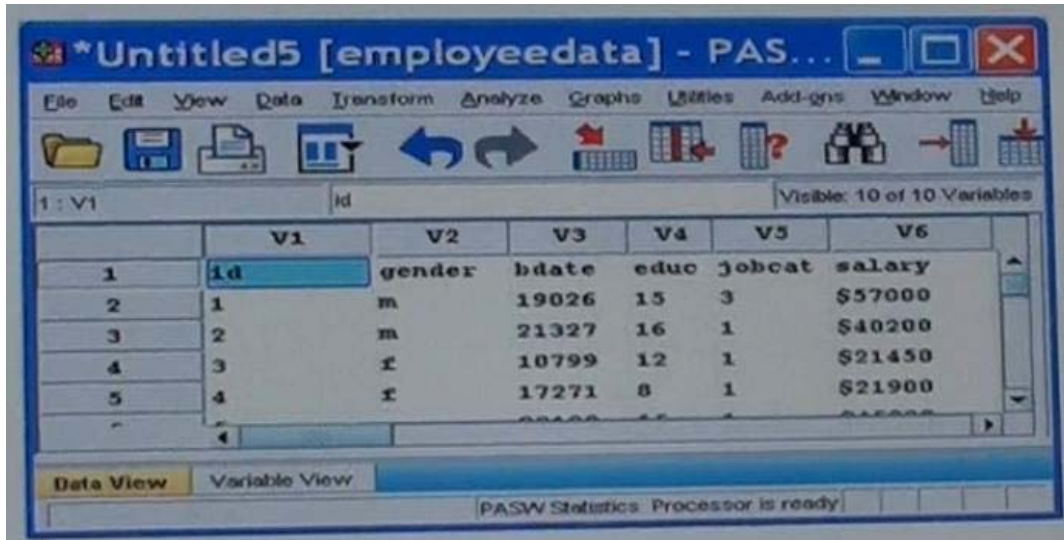 *Untitled5 [employeedata] - PAS...
File Edit View Data Transform Analyze Graphs Utilities Add-ons Window Help
1 : V1 id Visible: 10 of 10 Variables
V1 V2 V3 V4 V5 V6
1 id gender bdate educ jobcat salary
2 1 m 19026 15 3 $57000
3 2 m 21327 16 1 $40200
4 3 f 10799 12 1 $21450
5 4 f 17271 8 1 $21900
Data View Variable View
PASW Statistics Processor is ready